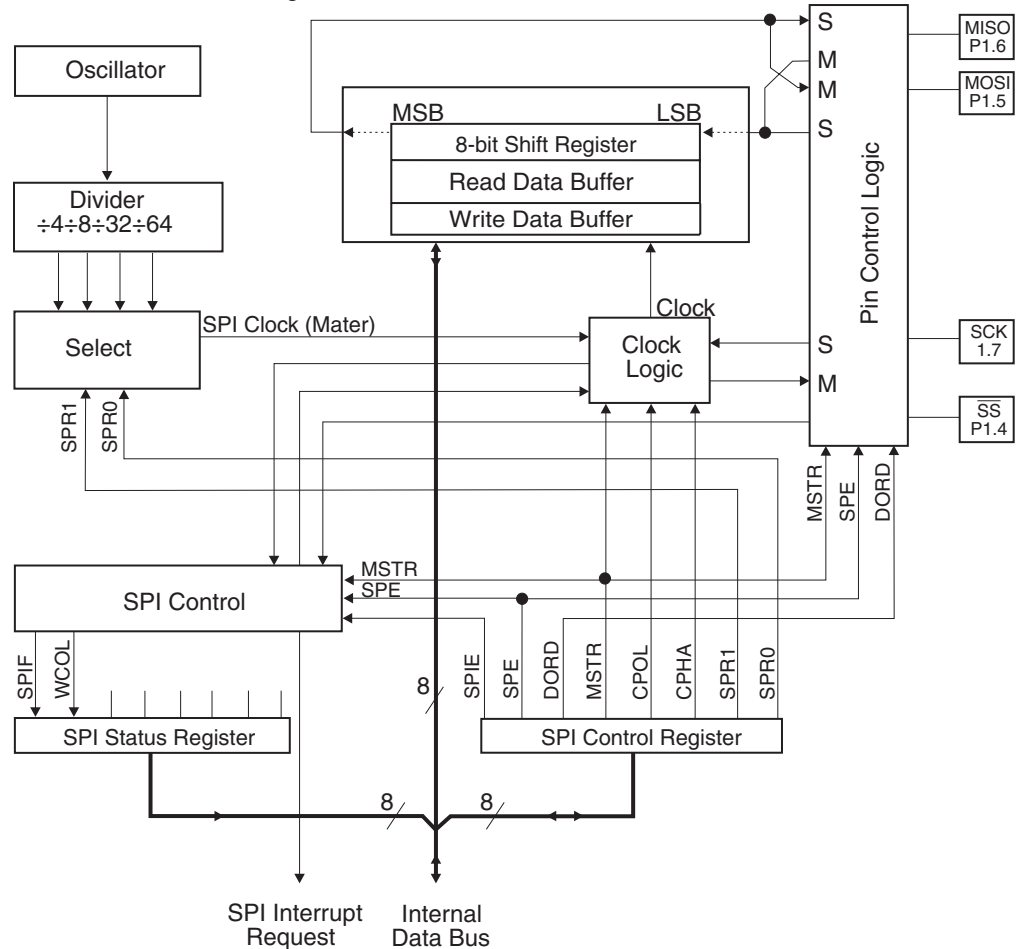 Oscillator
Divider
÷4÷8÷32÷64
Select
SPI Clock (Mater)
SPR1
SPR0
MSB
LSB
8-bit Shift Register
Read Data Buffer
Write Data Buffer
Clock
Clock
Logic
S
M
M
S
S
M
Pin Control Logic
MISO
P1.6
MOSI
P1.5
SCK
1.7
SS
P1.4
MSTR
SPE
DORD
SPI Control
MSTR
SPE
SPIF
WCOL
SPI Status Register
8
SPIE
SPE
DORD
MSTR
CPOL
CPHA
SPR1
SPR0
SPI Control Register
8
8
SPI Interrupt
Request
Internal
Data Bus